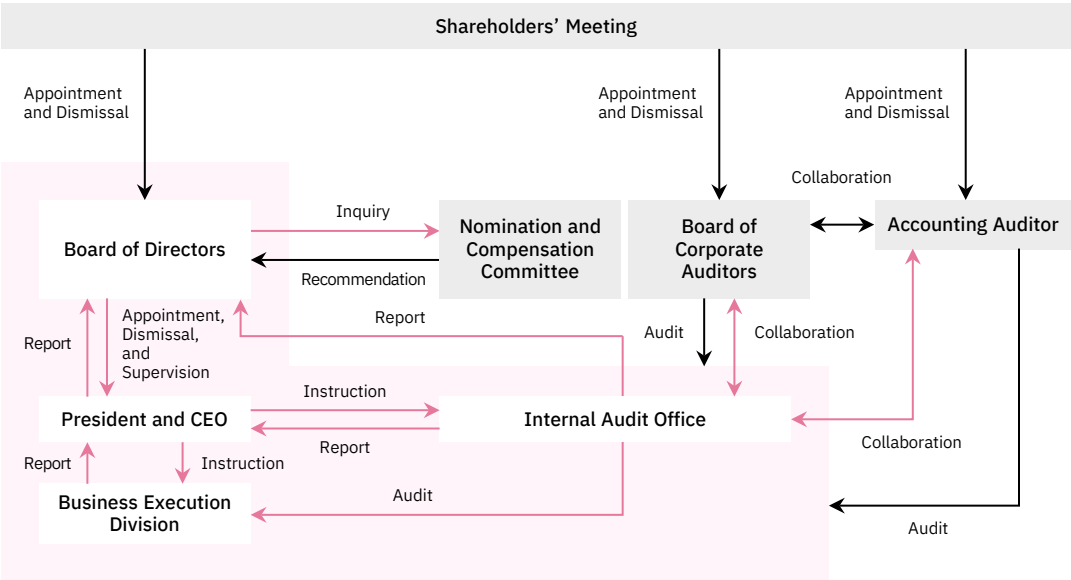 Shareholders’ Meeting
Appointment
and Dismissal
Appointment
and Dismissal
Appointment
and Dismissal
Collaboration
Board of Directors
Inquiry
Recommendation
Nomination and
Compensation
Committee
Board of
Corporate
Auditors
Accounting Auditor
Report
Appointment,
Dismissal,
and
Supervision
Report
Audit
Collaboration
President and CEO
Instruction
Report
Internal Audit Office
Collaboration
Report
Instruction
Business Execution
Division
Audit
Audit